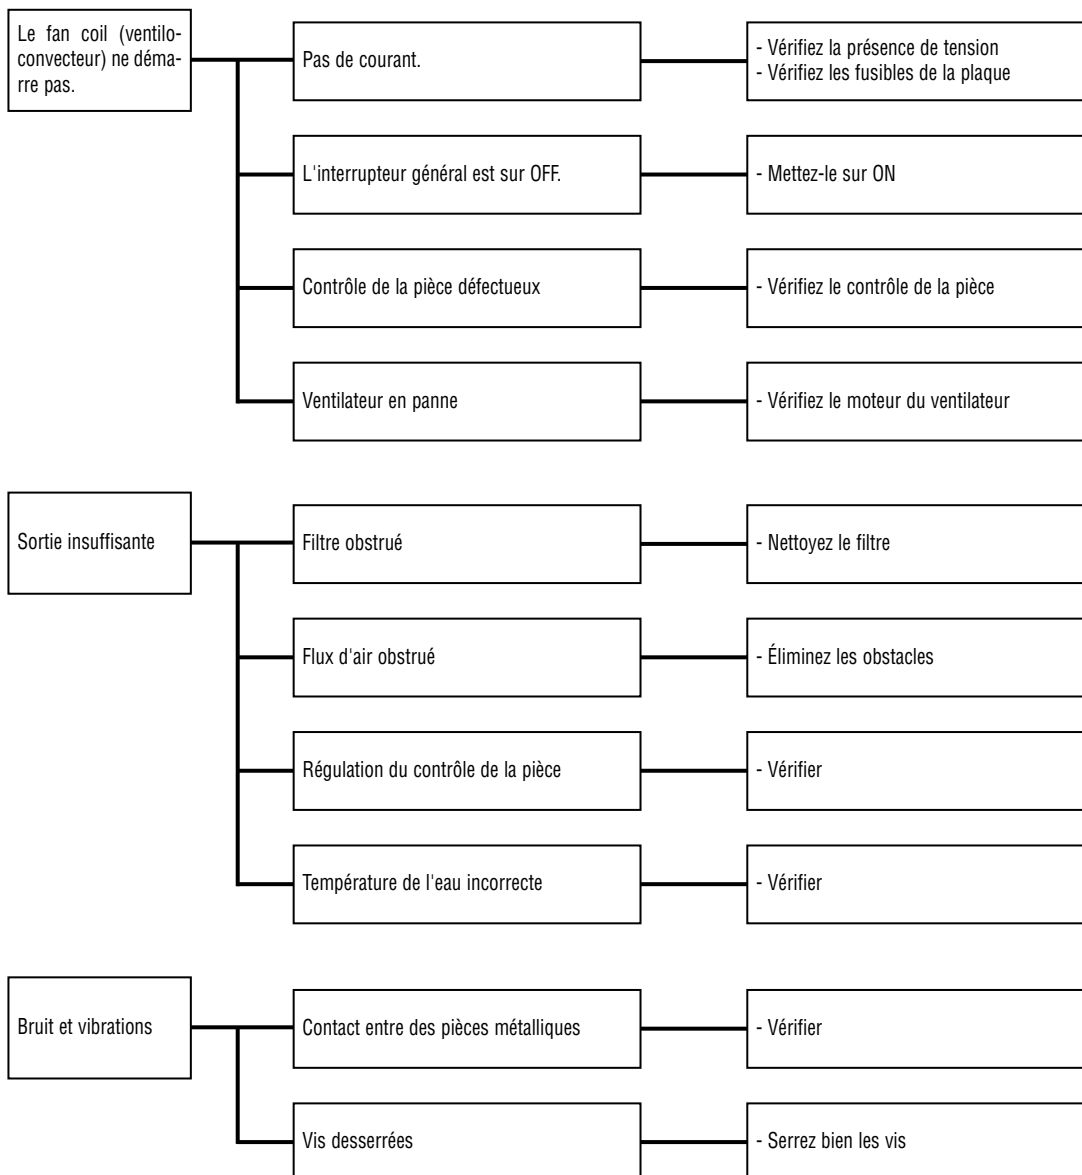 Le fan coil (ventilo-
convecteur) ne déma-
rre pas.
Pas de courant.
- Vérifiez la présence de tension
- Vérifiez les fusibles de la plaque
L'interrupteur général est sur OFF.
- Mettez-le sur ON
Contrôle de la pièce défectueux
- Vérifiez le contrôle de la pièce
Ventilateur en panne
- Vérifiez le moteur du ventilateur
Sortie insuffisante
Filtre obstrué
- Nettoyez le filtre
Flux d'air obstrué
- Éliminez les obstacles
Régulation du contrôle de la pièce
- Vérifier
Température de l'eau incorrecte
- Vérifier
Bruit et vibrations
Contact entre des pièces métalliques
- Vérifier
Vis desserrées
- Serrez bien les vis